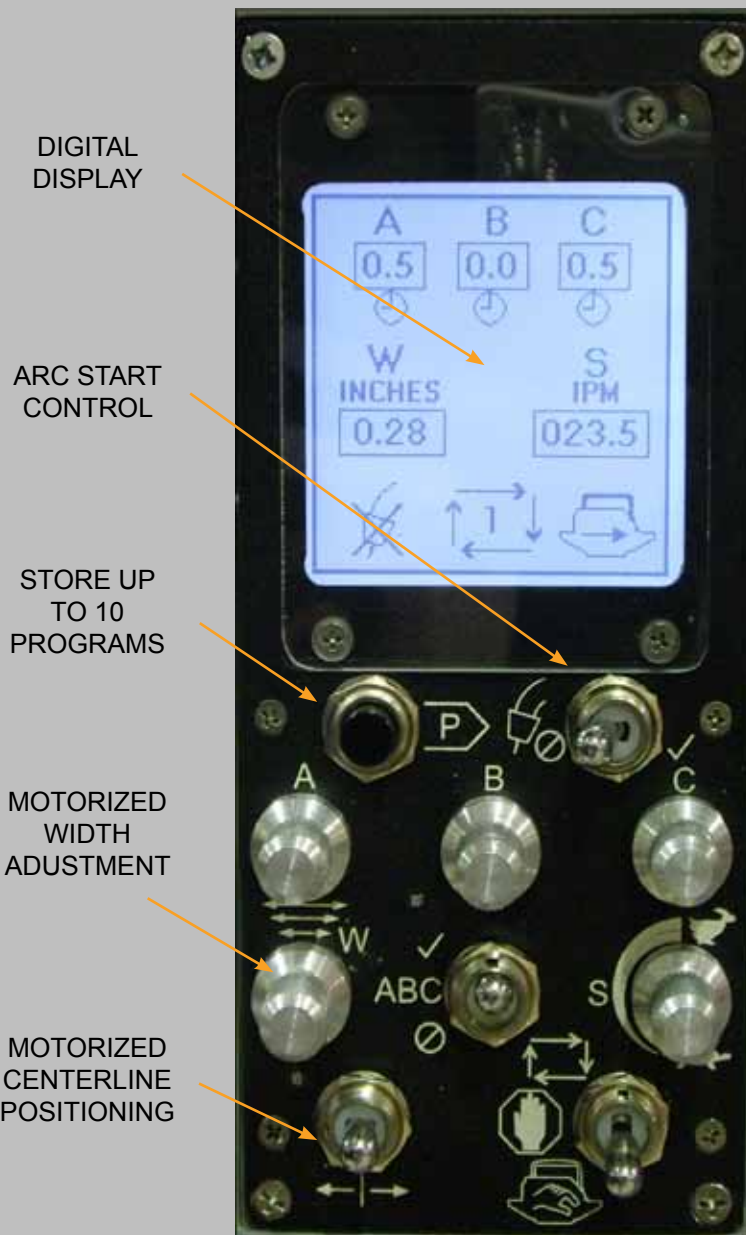 DIGITAL
DISPLAY
A B C
0.5 0.0 0.5
W S
INCHES IPM
0.28 023.5
1
ARC START
CONTROL
STORE UP
TO 10
PROGRAMS
P
A B C
MOTORIZED
WIDTH
ADUSTMENT
W
ABC S
MOTORIZED
CENTERLINE
POSITIONING